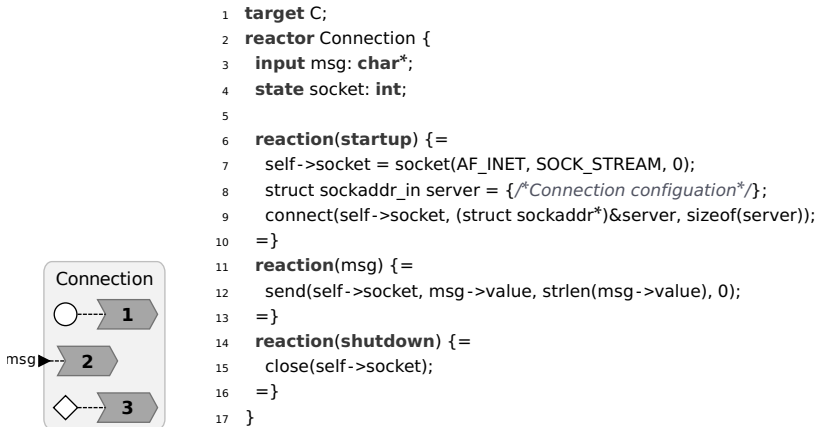 1 target C;
2 reactor Connection {
3 input msg: char*;
4 state socket: int;
5
6 reaction(startup) {=
7 self->socket = socket(AF_INET, SOCK_STREAM, 0);
8 struct sockaddr_in server = {/*Connection configuation*/};
9 connect(self->socket, (struct sockaddr*)&server, sizeof(server));
10 =}
11 reaction(msg) {=
12 send(self->socket, msg->value, strlen(msg->value), 0);
13 =}
14 reaction(shutdown) {=
15 close(self->socket);
16 =}
17 }
Connection
1
msg 2
3